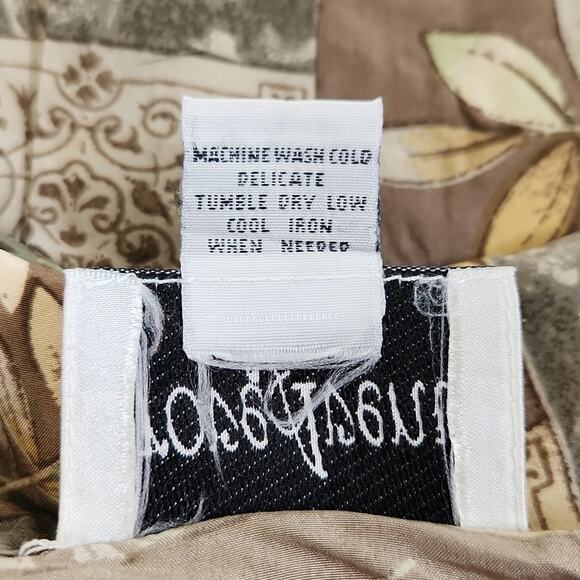 MACHINE WASH COLD
DELICATE
TUMBLE DRY LOW
COOL IRON
WHEN NEEDED